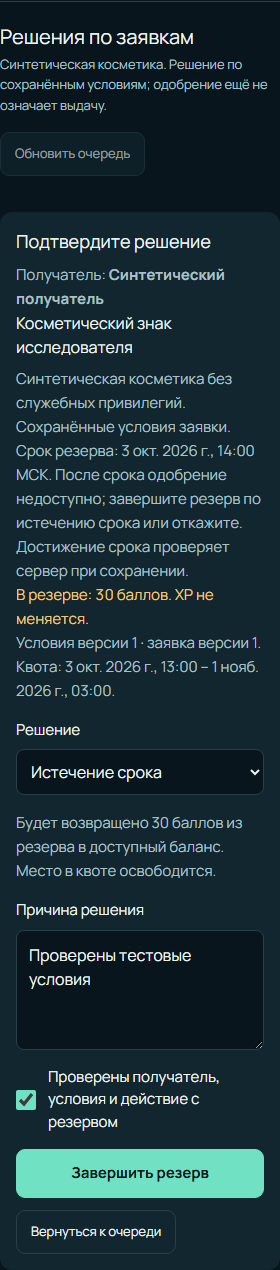 Решения по заявкам
Синтетическая косметика. Решение по
сохранённым условиям; одобрение ещё не
означает выдачу.
Обновить очередь
Подтвердите решение
Получатель: Синтетический
получатель
Косметический знак
исследователя
Синтетическая косметика без
служебных привилегий.
Сохранённые условия заявки.
Срок резерва: 3 окт. 2026 г., 14:00
МСК. После срока одобрение
недоступно; завершите резерв по
истечению срока или откажите.
Достижение срока проверяет
сервер при сохранении.
В резерве: 30 баллов. XP не
меняется.
Условия версии 1 · заявка версии 1.
Квота: 3 окт. 2026 г., 13:00 – 1 нояб.
2026 г., 03:00.
Решение
Истечение срока
Будет возвращено 30 баллов из
резерва в доступный баланс.
Место в квоте освободится.
Причина решения
Проверены тестовые
условия
Проверены получатель,
условия и действие с
резервом
Завершить резерв
Вернуться к очереди